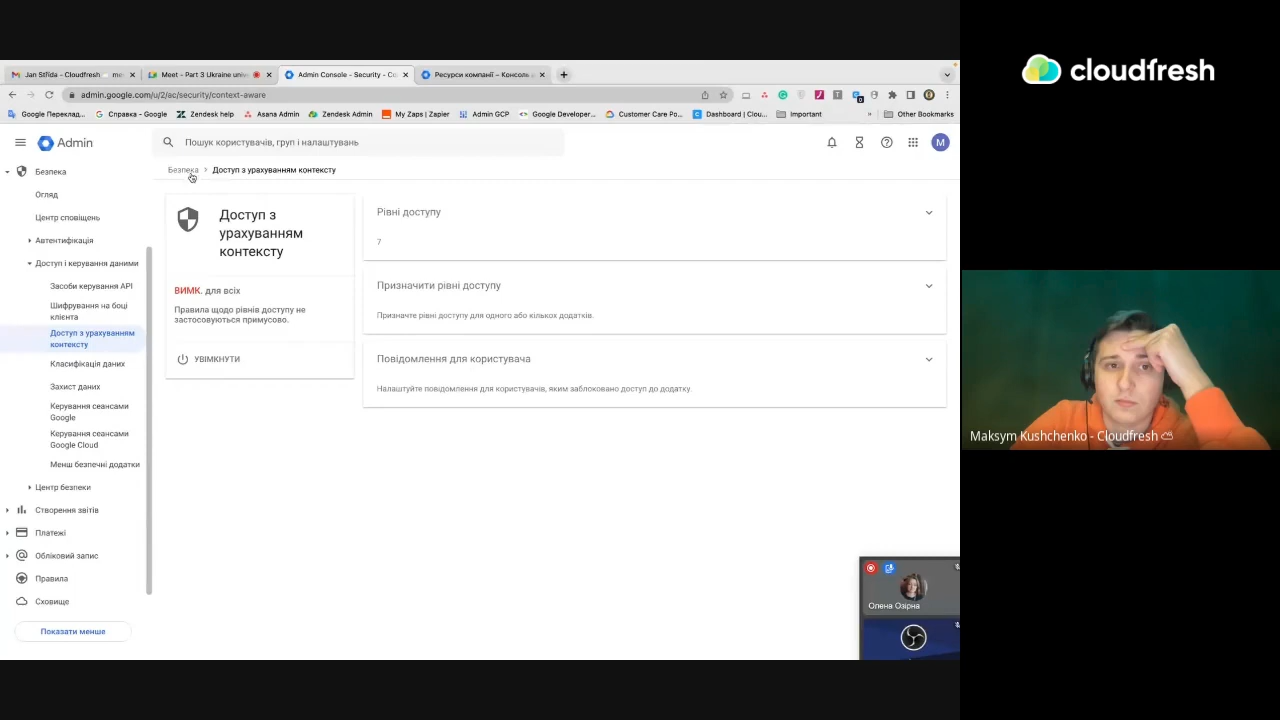 cloudfresh
Jan Střída - Cloudfresh
Meet - Part 3 Ukraine unive
Admin Console - Security - Co
Ресурси компанії – Консоль
admin.google.com/u/2/ac/security/context-aware
Google Переклад...
Справка - Google
Zendesk help
Asana Admin
Zendesk Admin
My Zaps | Zapier
Admin GCP
Google Developer...
Customer Care Po...
Dashboard | Clou...
Important
Other Bookmarks
Admin
Пошук користувачів, груп і налаштувань
M
Безпека
Огляд
Центр сповіщень
Автентифікація
Доступ і керування даними
Засоби керування API
Шифрування на боці
клієнта
Доступ з урахуванням
контексту
Класифікація даних
Захист даних
Керування сеансами
Google
Керування сеансами
Google Cloud
Менш безпечні додатки
Центр безпеки
Створення звітів
Платежі
Обліковий запис
Правила
Сховище
Показати менше
Безпека > Доступ з урахуванням контексту
Доступ з
урахуванням
контексту
ВИМК. для всіх
Правила щодо рівнів доступу не
застосовуються примусово.
УВІМКНУТИ
Рівні доступу
7
Призначити рівні доступу
Призначте рівні доступу для одного або кількох додатків.
Повідомлення для користувача
Налаштуйте повідомлення для користувачів, яким заблоковано доступ до додатку.
Олена Озірна
Maksym Kushchenko - Cloudfresh